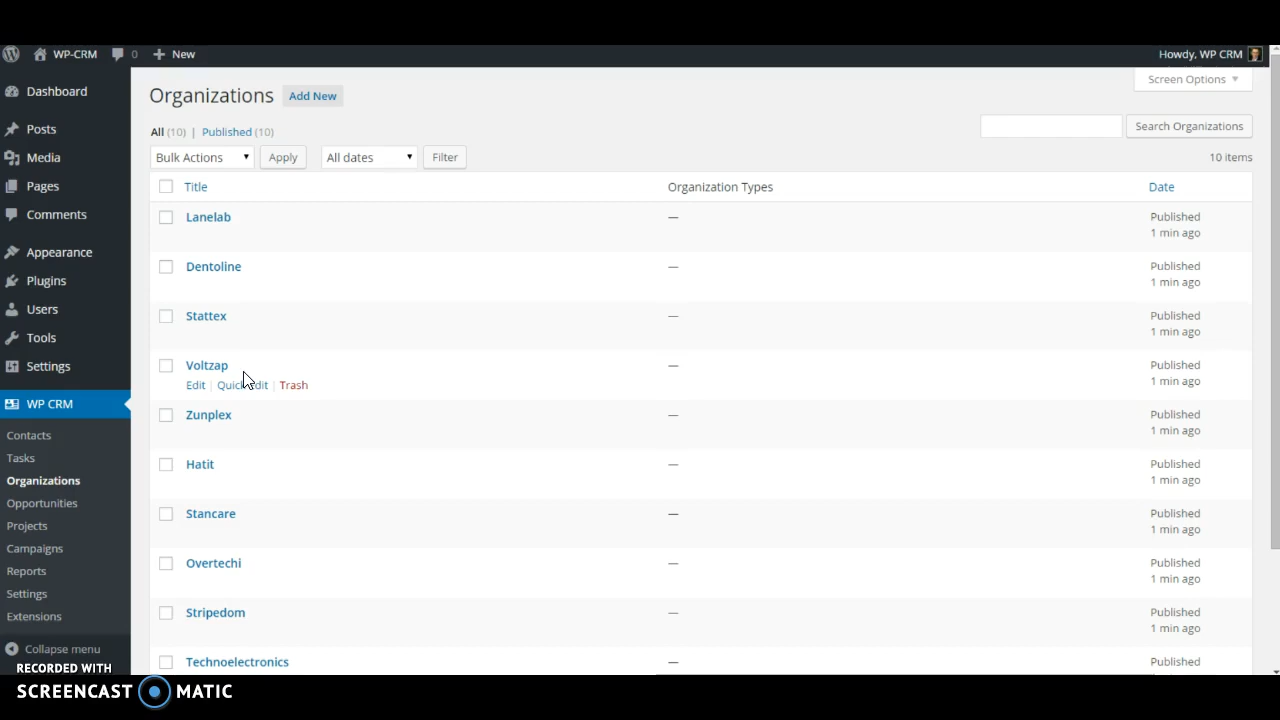 WP-CRM 0 New Howdy, WP CRM
Screen Options
Dashboard
Posts
Media
Pages
Comments
Appearance
Plugins
Users
Tools
Settings
WP CRM
Contacts
Tasks
Organizations
Opportunities
Projects
Campaigns
Reports
Settings
Extensions
Collapse menu
Organizations Add New
All (10) | Published (10)
Search Organizations
Bulk Actions Apply All dates Filter 10 items
Title Organization Types Date
Lanelab — Published
1 min ago
Dentoline — Published
1 min ago
Stattex — Published
1 min ago
Voltzap — Published
1 min ago
Edit | Quick Edit | Trash
Zunplex — Published
1 min ago
Hatit — Published
1 min ago
Stancare — Published
1 min ago
Overtechi — Published
1 min ago
Stripedom — Published
1 min ago
Technoelectronics — Published
RECORDED WITH
SCREENCAST MATIC